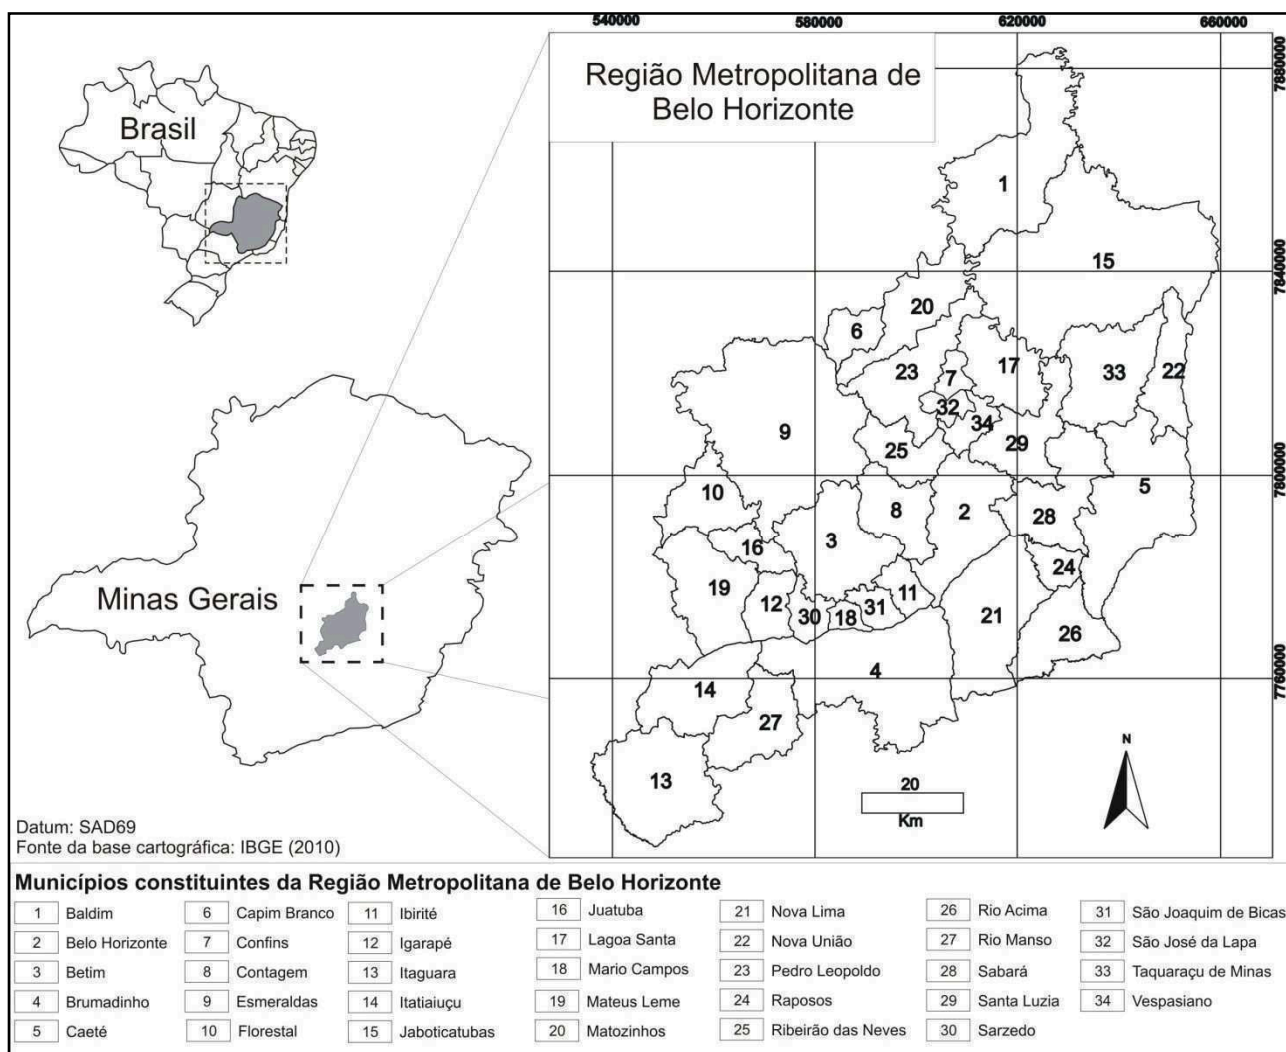 540000
580000
620000
660000
Região Metropolitana de
Belo Horizonte
Brasil
Minas Gerais
7880000
7840000
7800000
7760000
1
15
20
6
17
33
22
23
7
32
34
9
29
25
5
10
8
2
28
3
16
24
19
11
12
30
18
31
21
26
4
14
27
13
20
Km
N
Datum: SAD69
Fonte da base cartográfica: IBGE (2010)
Municípios constituintes da Região Metropolitana de Belo Horizonte
1 Baldim
2 Belo Horizonte
3 Betim
4 Brumadinho
5 Caeté
6 Capim Branco
7 Confins
8 Contagem
9 Esmeraldas
10 Florestal
11 Ibirité
12 Igarapé
13 Itaguara
14 Itatiaiuçu
15 Jaboticatubas
16 Juatuba
17 Lagoa Santa
18 Mario Campos
19 Mateus Leme
20 Matozinhos
21 Nova Lima
22 Nova União
23 Pedro Leopoldo
24 Raposos
25 Ribeirão das Neves
26 Rio Acima
27 Rio Manso
28 Sabará
29 Santa Luzia
30 Sarzedo
31 São Joaquim de Bicas
32 São José da Lapa
33 Taquaraçu de Minas
34 Vespasiano